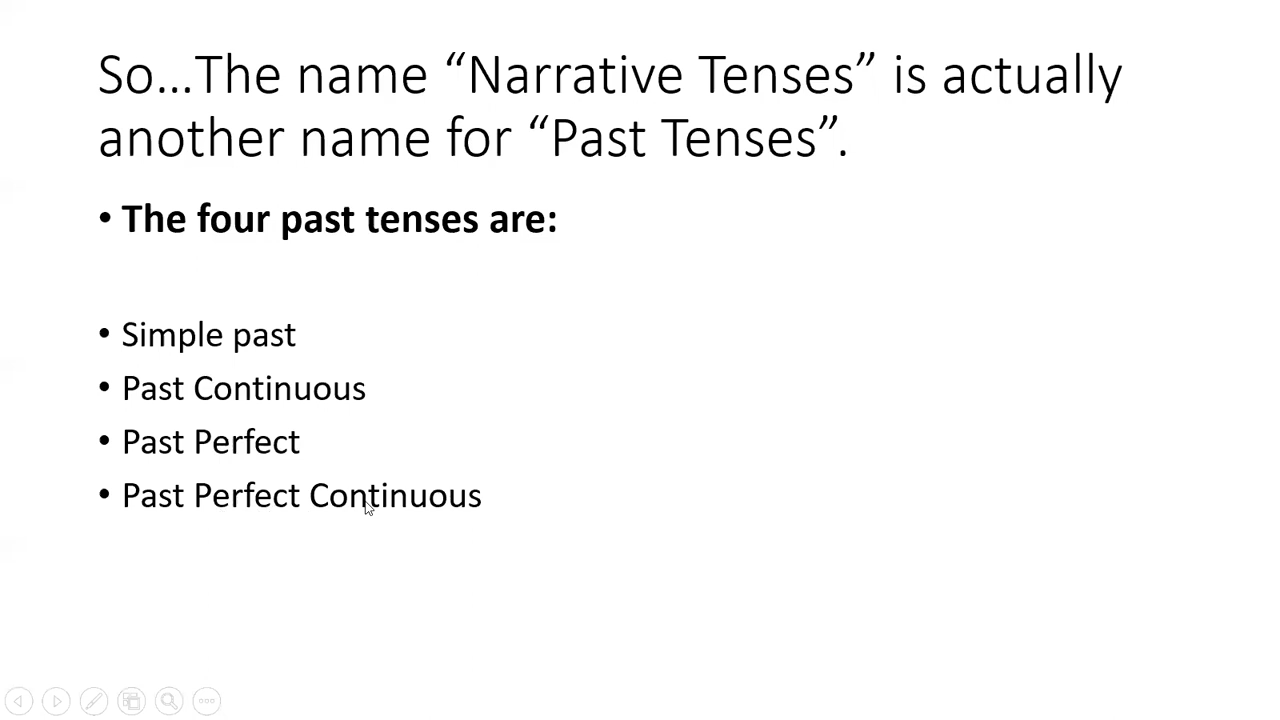 So...The name “Narrative Tenses” is actually
another name for “Past Tenses”.
• The four past tenses are:
• Simple past
• Past Continuous
• Past Perfect
• Past Perfect Continuous